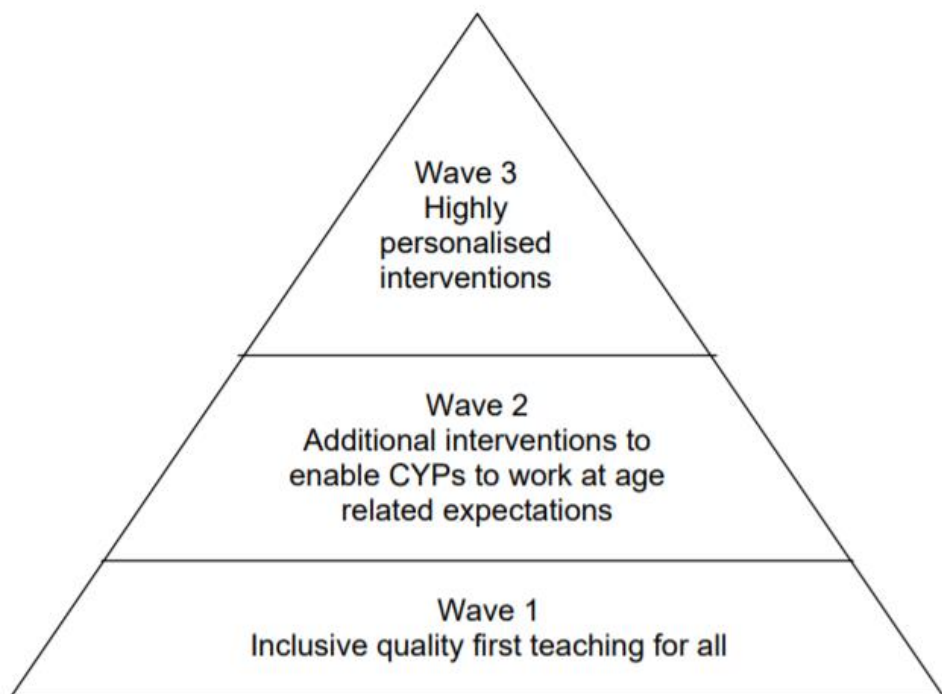 Wave 3
Highly
personalised
interventions
Wave 2
Additional interventions to
enable CYPs to work at age
related expectations
Wave 1
Inclusive quality first teaching for all